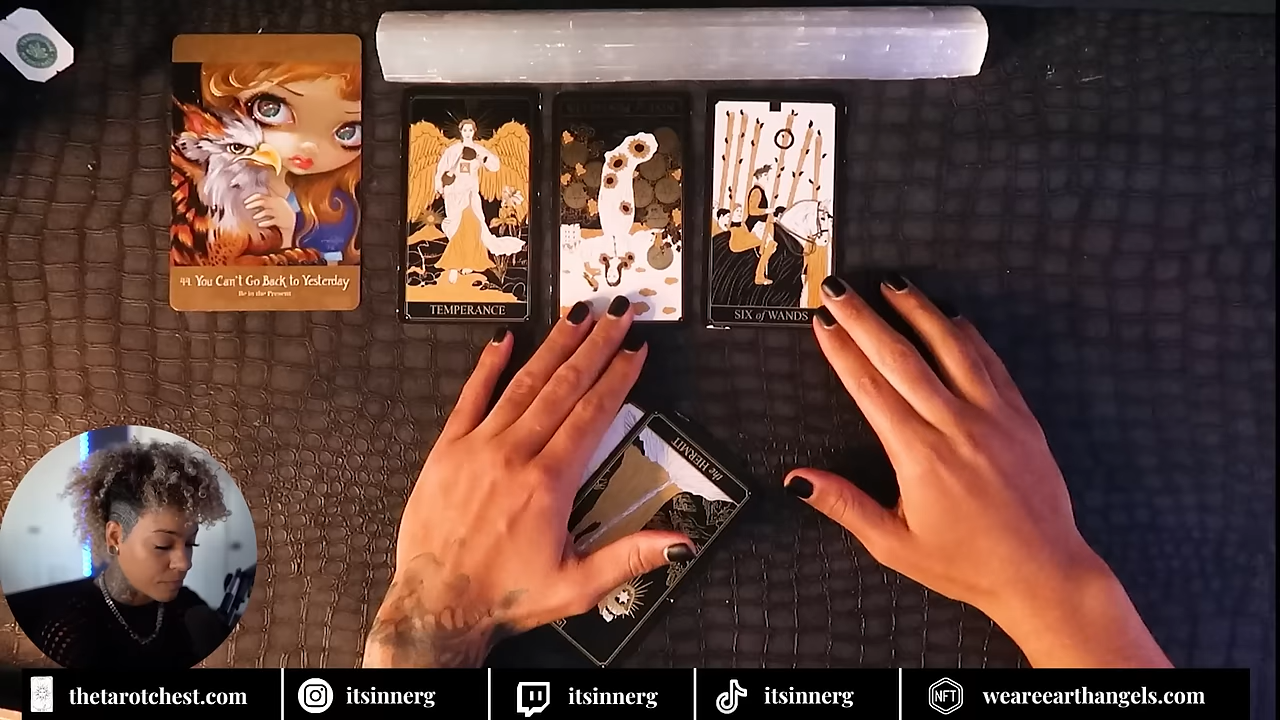 44. You Can't Go Back to Yesterday
Be in the Present
TEMPERANCE
SIX of WANDS
the HERMIT
thetarotchest.com
itsinnerg
itsinnerg
itsinnerg
NFT
weareearthangels.com